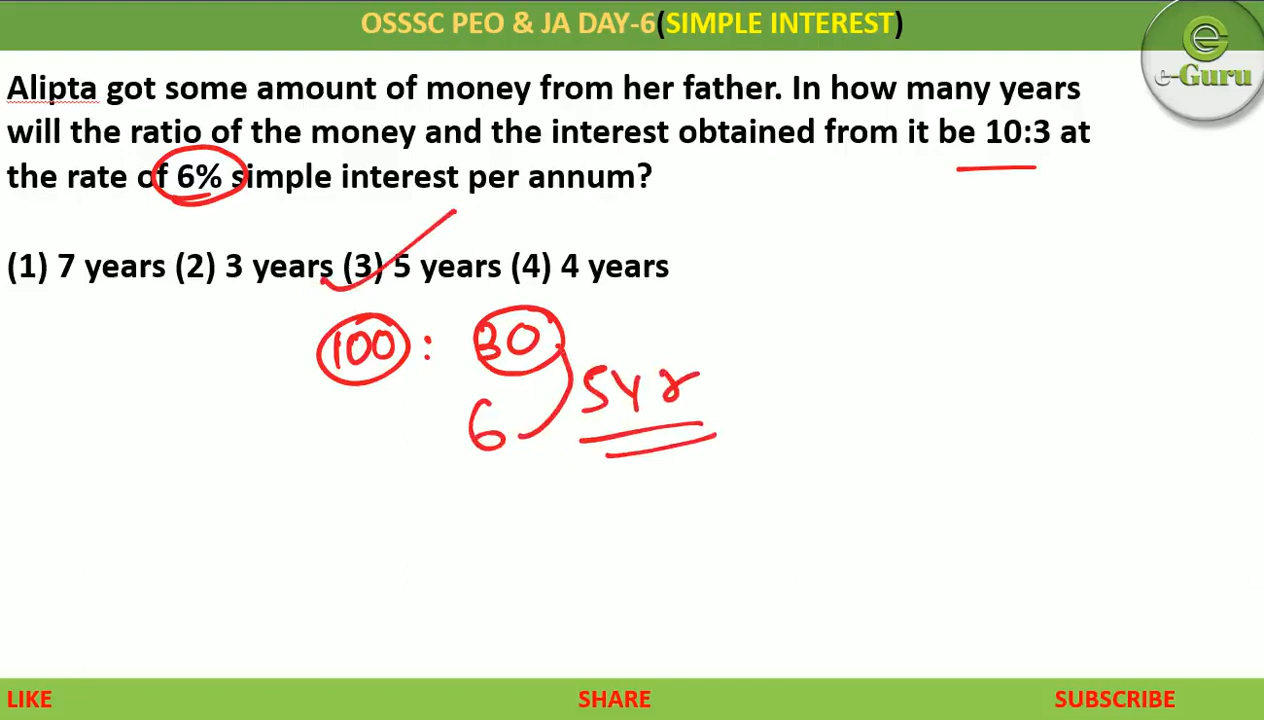 OSSSC PEO & JA DAY-6(SIMPLE INTEREST)
e-Guru
Alipta got some amount of money from her father. In how many years
will the ratio of the money and the interest obtained from it be 10:3 at
the rate of 6% simple interest per annum?
(1) 7 years (2) 3 years (3) 5 years (4) 4 years
100 : 30
6
5yr
LIKE SHARE SUBSCRIBE